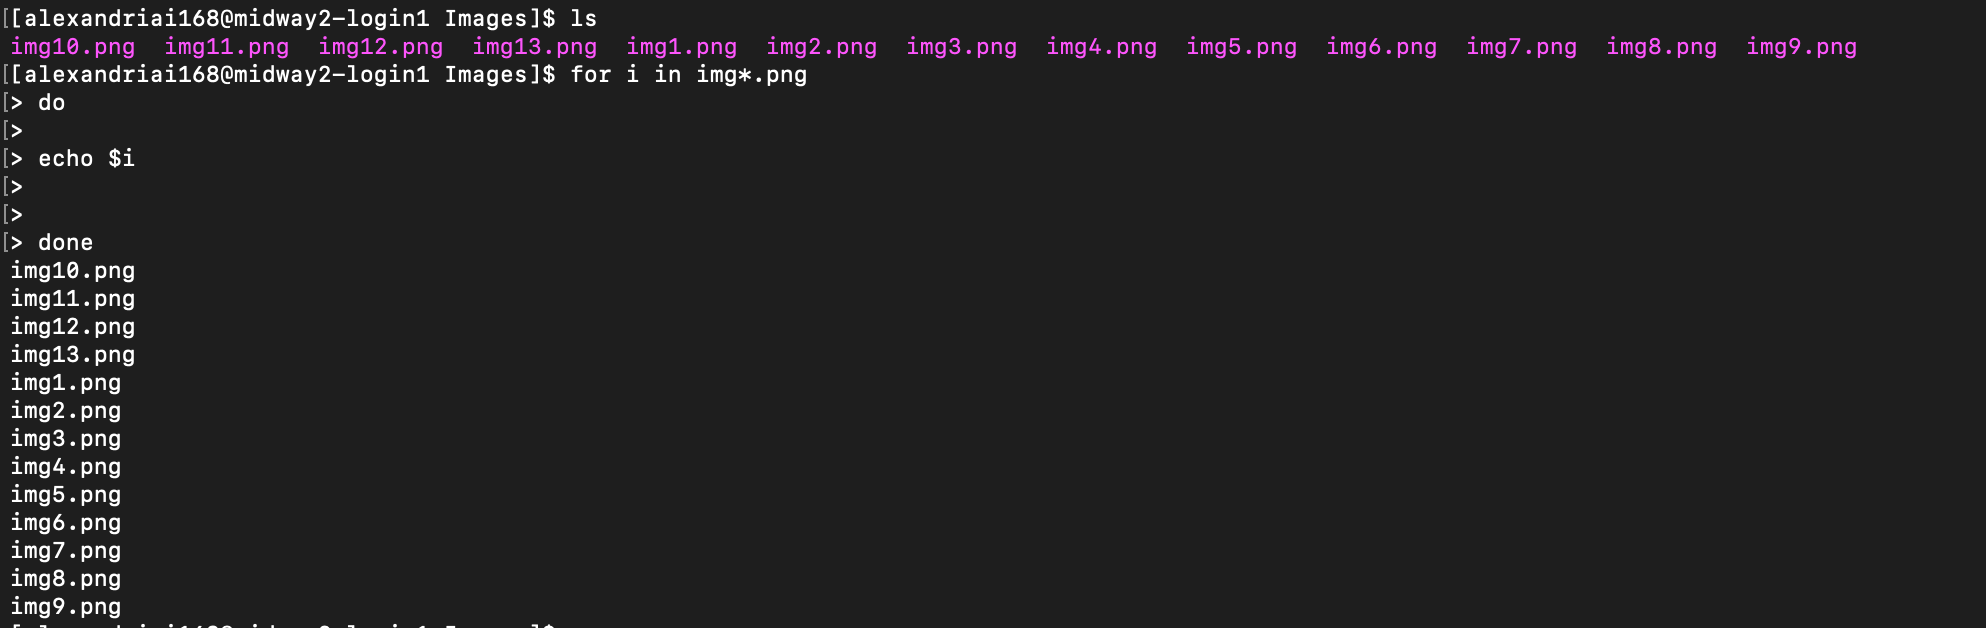 [[alexandriai168@midway2-login1 Images]$ ls
img10.png  img11.png  img12.png  img13.png  img1.png  img2.png  img3.png  img4.png  img5.png  img6.png  img7.png  img8.png  img9.png
[[alexandriai168@midway2-login1 Images]$ for i in img*.png
[> do
[>
[> echo $i
[>
[>
[> done
img10.png
img11.png
img12.png
img13.png
img1.png
img2.png
img3.png
img4.png
img5.png
img6.png
img7.png
img8.png
img9.png